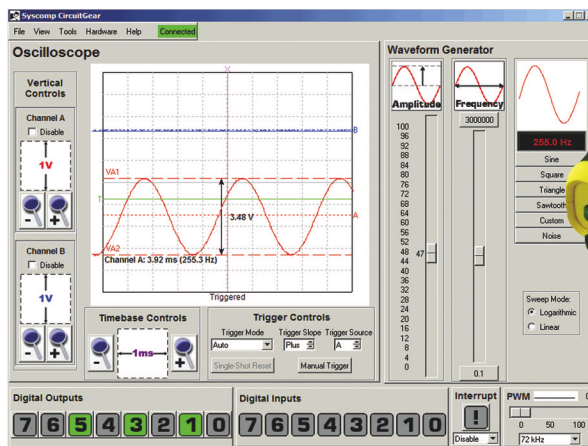 Syscomp CircuitGear
File View Tools Hardware Help Connected
Oscilloscope
Vertical Controls
Channel A
Disable
1V
- +
Channel B
Disable
1V
- +
X
B
VA1
T
3.48 V
A
VA2
Channel A: 3.92 ms (255.3 Hz)
Triggered
Timebase Controls
- 1ms +
Trigger Controls
Trigger Mode Trigger Slope Trigger Source
Auto Plus A
Single-Shot Reset Manual Trigger
Waveform Generator
Amplitude Frequency
3000000
100
96
92
88
84
80
76
72
68
64
60
56
52
48
47
44
40
36
32
28
24
20
16
12
8
4
0
0.1
255.0 Hz
Sine
Square
Triangle
Sawtooth
Custom
Noise
Sweep Mode:
Logarithmic
Linear
Digital Outputs
7 6 5 4 3 2 1 0
Digital Inputs
7 6 5 4 3 2 1 0
Interrupt
!
Disable
PWM
0 50 100
72 kHz